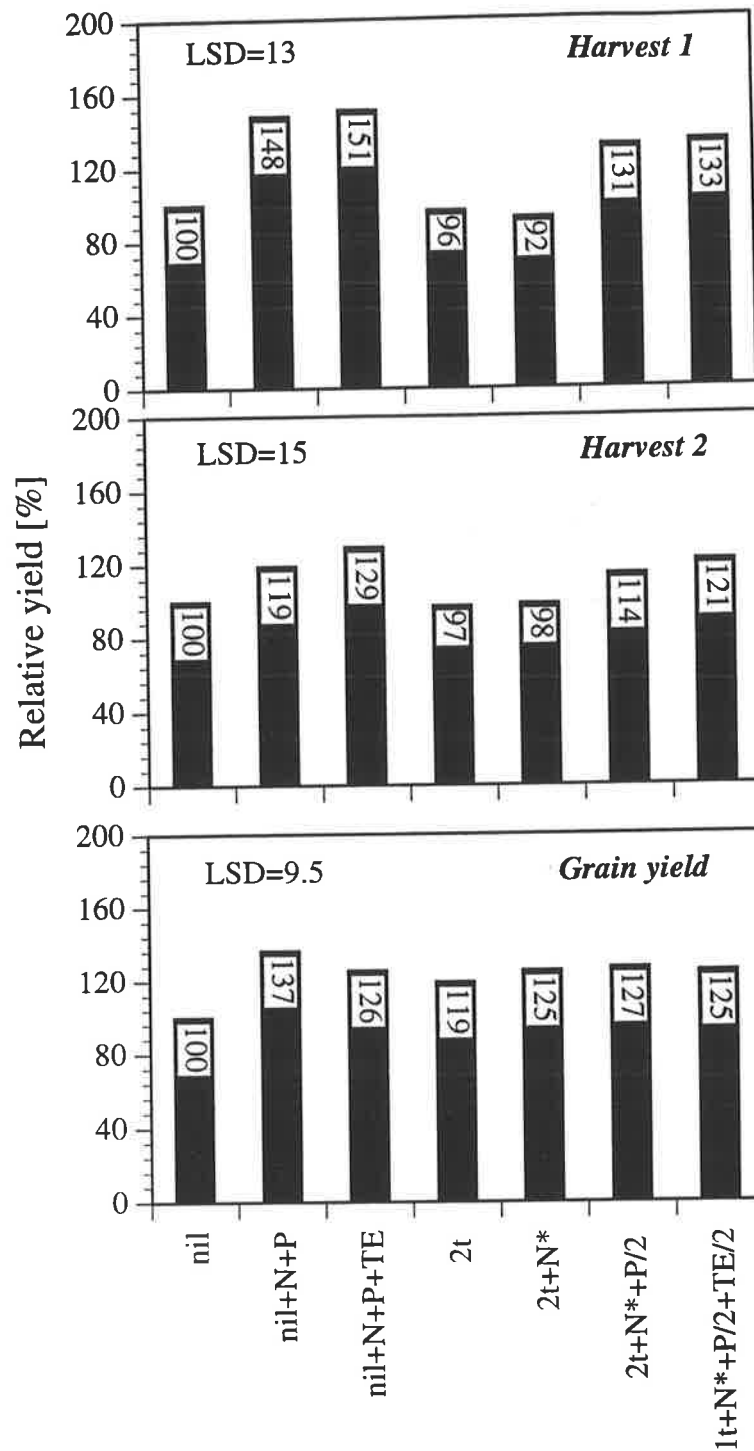 Relative yield [%]
200
160
120
80
40
0
LSD=13
Harvest 1
100
148
151
96
92
131
133
200
160
120
80
40
0
LSD=15
Harvest 2
100
119
129
97
98
114
121
200
160
120
80
40
0
LSD=9.5
Grain yield
100
137
126
119
125
127
125
nil
nil+N+P
nil+N+P+TE
2t
2t+N*
2t+N*+P/2
1t+N*+P/2+TE/2